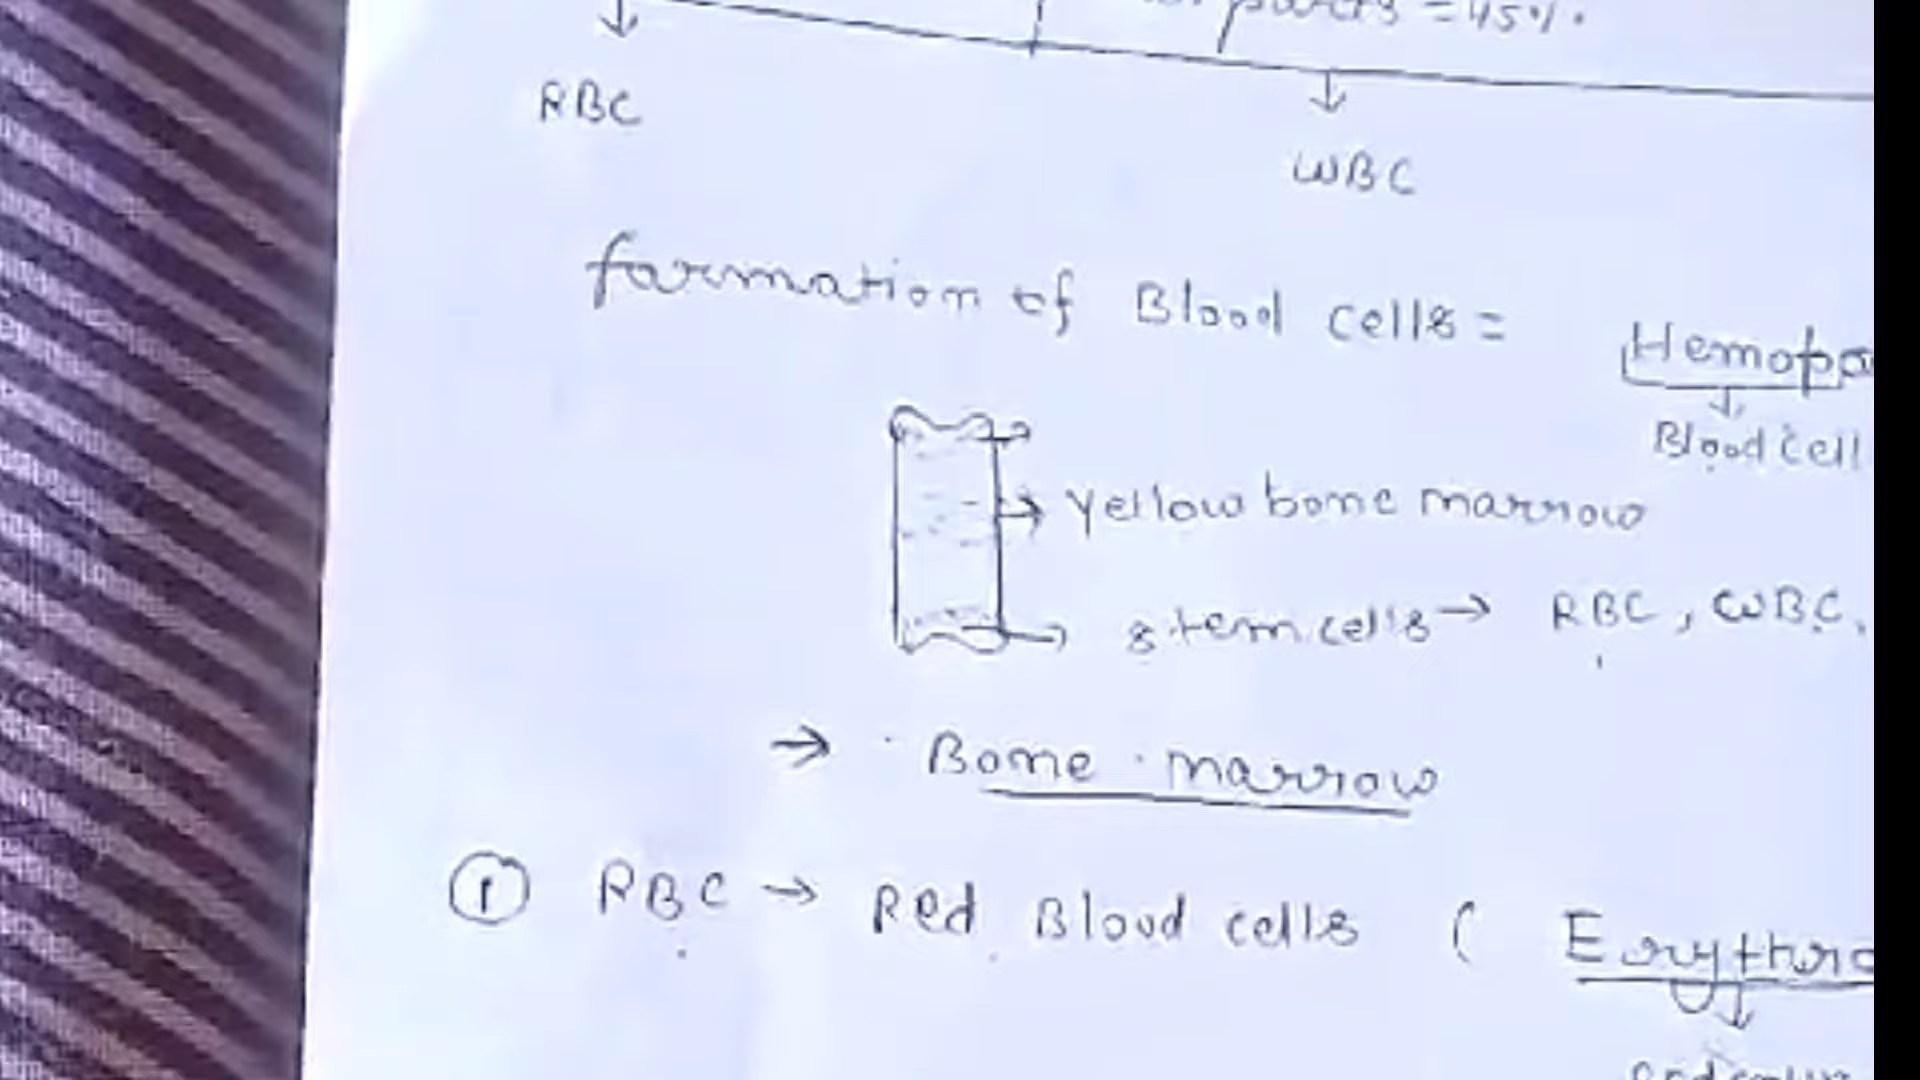 = 45%.
RBC
WBC
formation of Blood cells =
Blood cell
Yellow bone marrow
stem cells → RBC, WBC,
→ Bone marrow
① RBC → Red Blood cells (